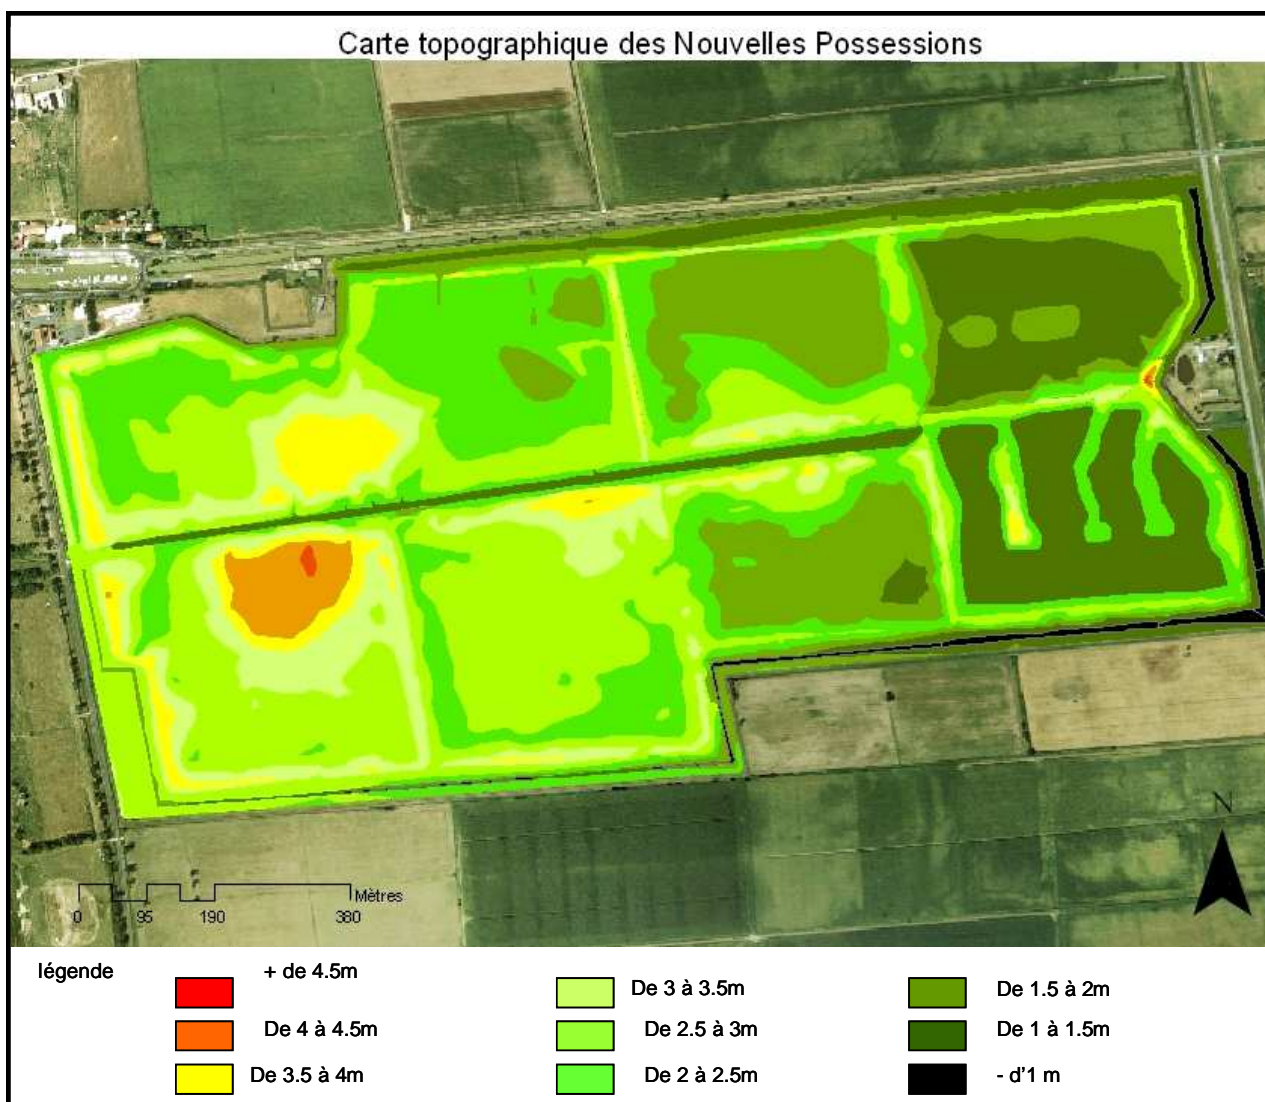 Carte topographique des Nouvelles Possessions
N
Mètres
0 95 190 380
légende
+ de 4.5m
De 4 à 4.5m
De 3.5 à 4m
De 3 à 3.5m
De 2.5 à 3m
De 2 à 2.5m
De 1.5 à 2m
De 1 à 1.5m
- d'1 m